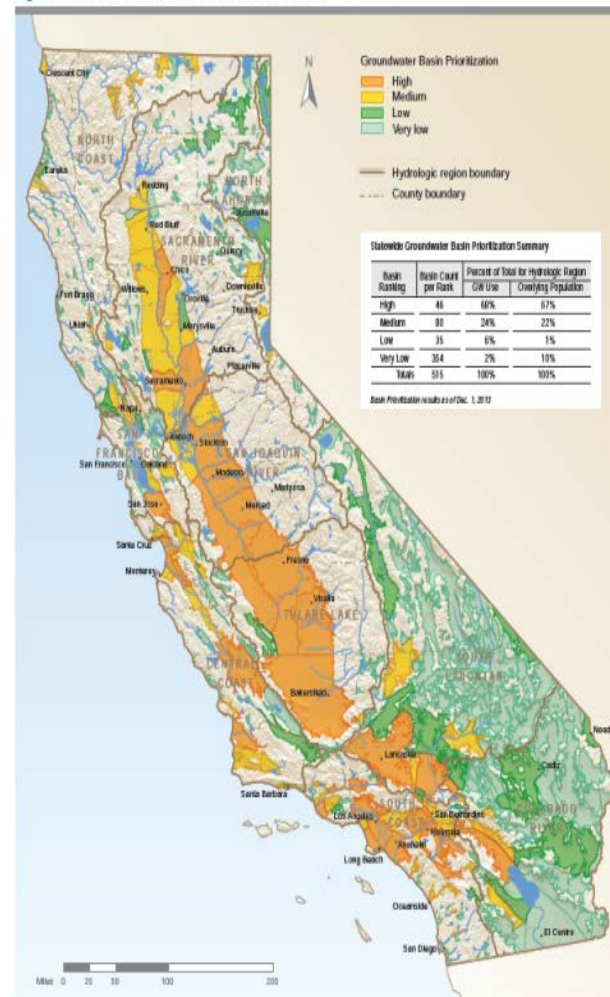 N
Groundwater Basin Prioritization
High
Medium
Low
Very low
Hydrologic region boundary
County boundary
Statewide Groundwater Basin Prioritization Summary
Basin Ranking
Basin Count per Rank
Percent of Total for Hydrologic Region
GW Use
Overlying Population
High 46 69% 67%
Medium 80 24% 22%
Low 35 6% 1%
Very Low 354 2% 10%
Totals 515 100% 100%
Basin Prioritization results as of Dec. 1, 2013
Crescent City
NORTH
COAST
Eureka
Redding
NORTH
LAHONTAN
Susanville
Red Bluff
SACRAMENTO
RIVER
Quincy
Chico
Willows
Downieville
Fort Bragg
Oroville
Truckee
Ukiah
Marysville
Auburn
Placerville
Sacramento
Napa
SAN
FRANCISCO
BAY
Antioch
Stockton
SAN JOAQUIN
RIVER
San Francisco
Oakland
Modesto
Mariposa
San Jose
Merced
Santa Cruz
Fresno
Monterey
Visalia
TULARE LAKE
CENTRAL
COAST
SOUTH
LAHONTAN
Bakersfield
Lancaster
Cadiz
Santa Barbara
COLORADO
RIVER
Los Angeles
SOUTH
COAST
San Bernardino
Riverside
Anaheim
Long Beach
Oceanside
El Centro
San Diego
Miles 0 25 50 100 200